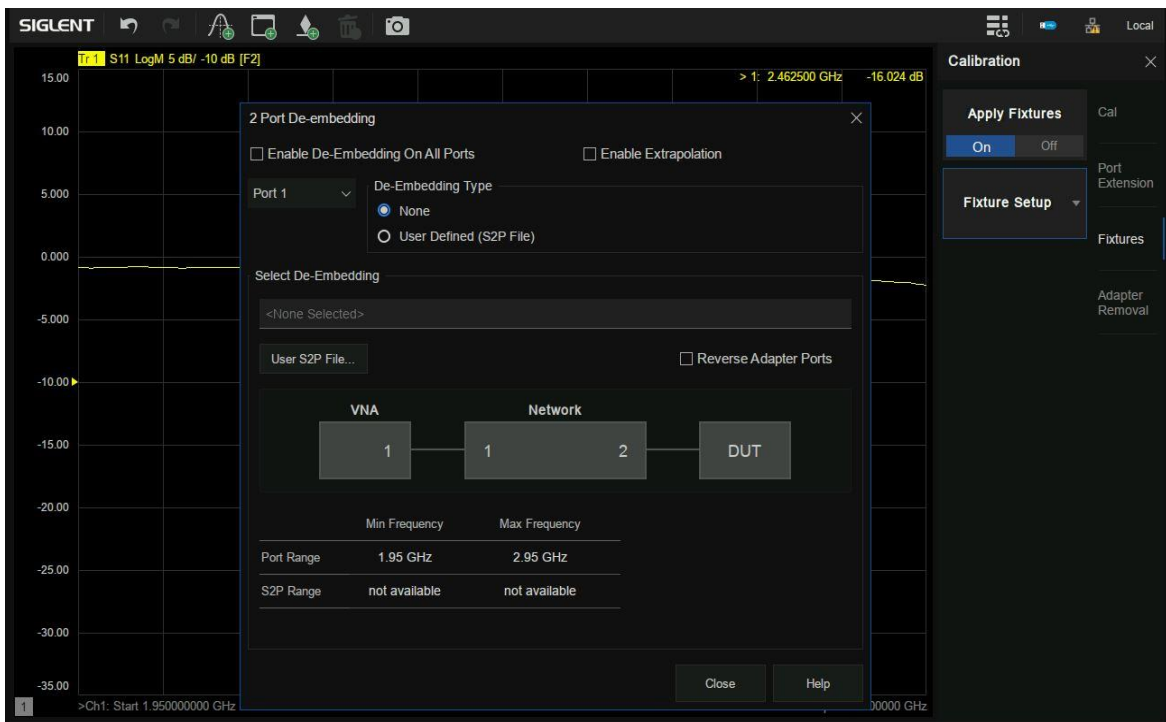 SIGLENT
Local
Tr 1 S11 LogM 5 dB/ -10 dB [F2]
> 1: 2.462500 GHz -16.024 dB
15.00
10.00
5.000
0.000
-5.000
-10.00
-15.00
-20.00
-25.00
-30.00
-35.00
1
>Ch1: Start 1.950000000 GHz
00000 GHz
2 Port De-embedding
Enable De-Embedding On All Ports
Enable Extrapolation
Port 1
De-Embedding Type
None
User Defined (S2P File)
Select De-Embedding
<None Selected>
User S2P File...
Reverse Adapter Ports
VNA Network
1 1 2 DUT
Min Frequency Max Frequency
Port Range 1.95 GHz 2.95 GHz
S2P Range not available not available
Close Help
Calibration
Apply Fixtures
On Off
Fixture Setup
Cal
Port
Extension
Fixtures
Adapter
Removal